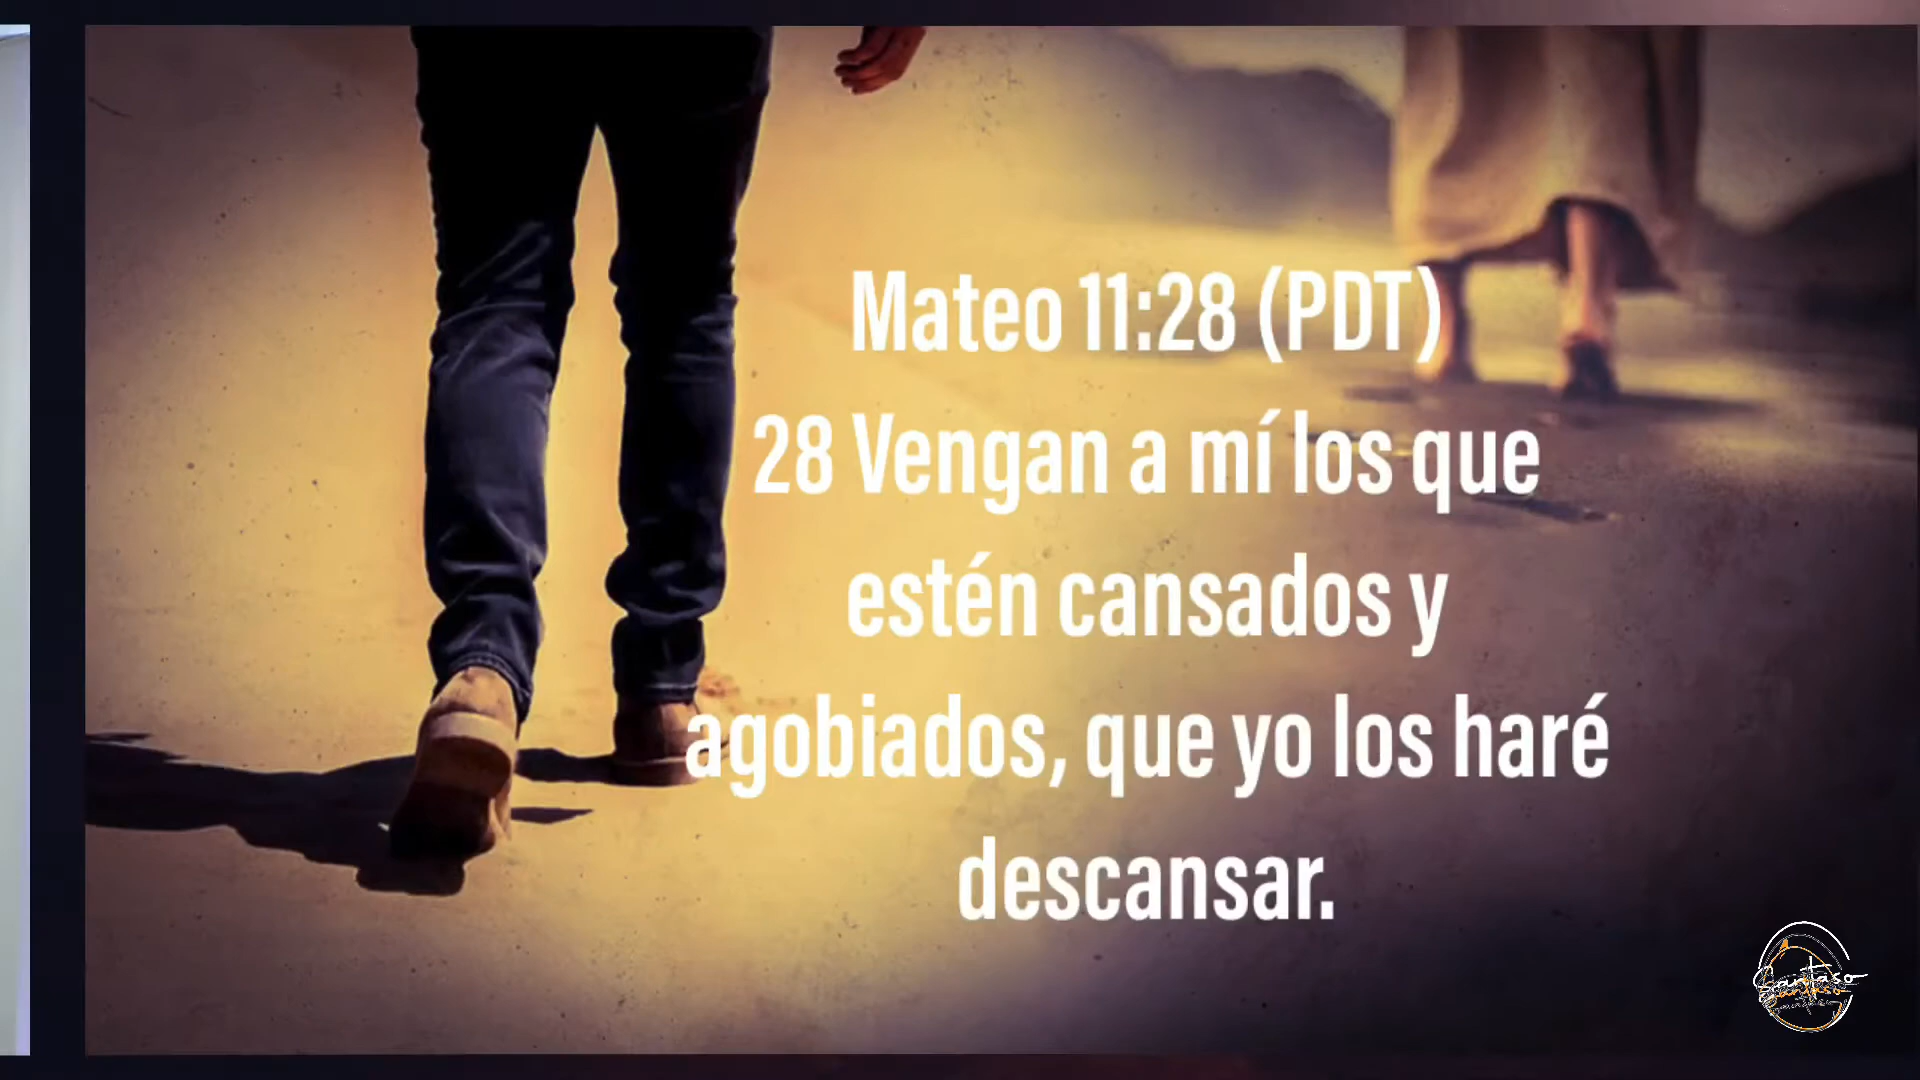 Mateo 11:28 (PDT)
28 Vengan a mí los que
estén cansados y
agobiados, que yo los haré
descansar.